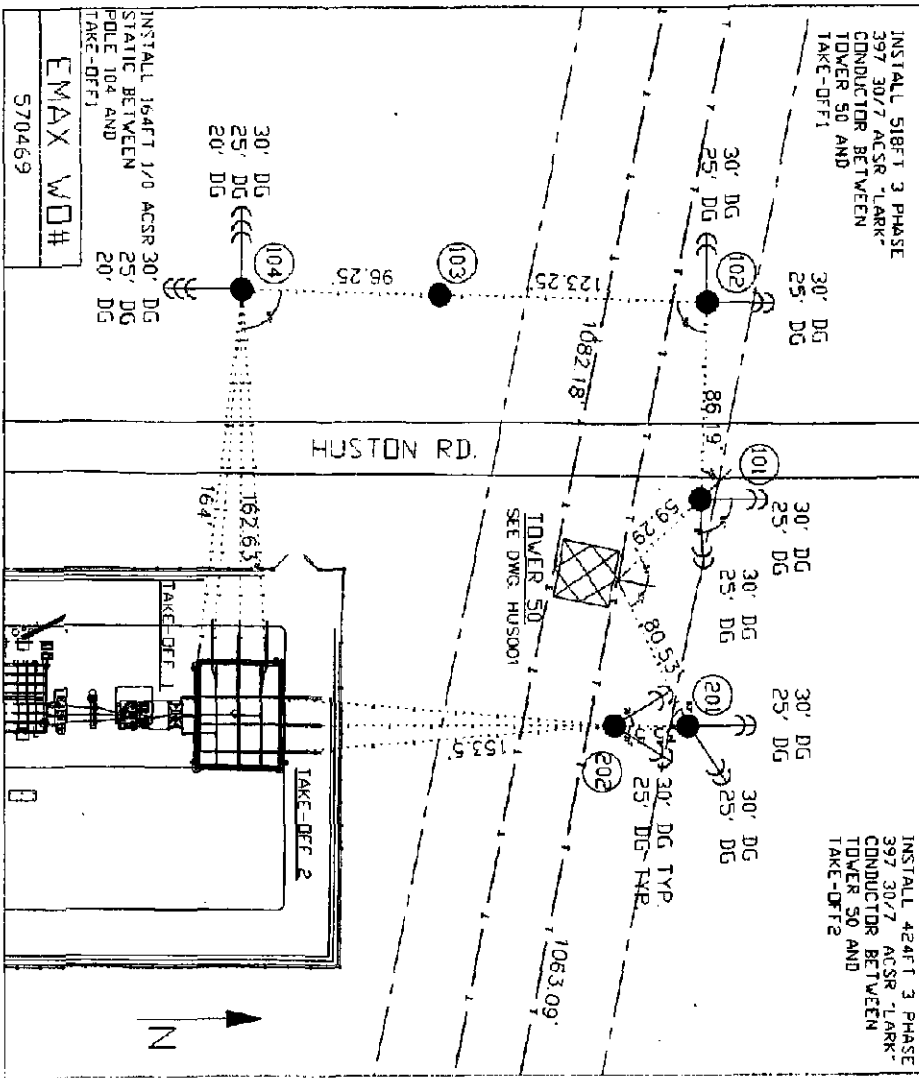 INSTALL 518FT 3 PHASE
397 30/7 ACSR "LARK"
CONDUCTOR BETWEEN
TOWER 50 AND
TAKE-OFF1
INSTALL 424FT 3 PHASE
397 30/7 ACSR "LARK"
CONDUCTOR BETWEEN
TOWER 50 AND
TAKE-OFF2
30' DG
25' DG
102
30' DG
25' DG
86.19'
101
30' DG
25' DG
30' DG
25' DG
59.29'
201
30' DG
25' DG
30' DG
25' DG
80.53'
202
30' DG TYP.
25' DG TYP.
123.25'
103
96.25'
1082.18'
1063.09'
HUSTON RD.
TOWER 50
SEE DWG. HUS001
153.5'
104
30' DG
25' DG
20' DG
30' DG
25' DG
20' DG
162.63'
164'
TAKE-OFF 1
TAKE-OFF 2
INSTALL 164FT 1/0 ACSR
STATIC BETWEEN
POLE 104 AND
TAKE-OFF1
EMAX WO#
570469
N